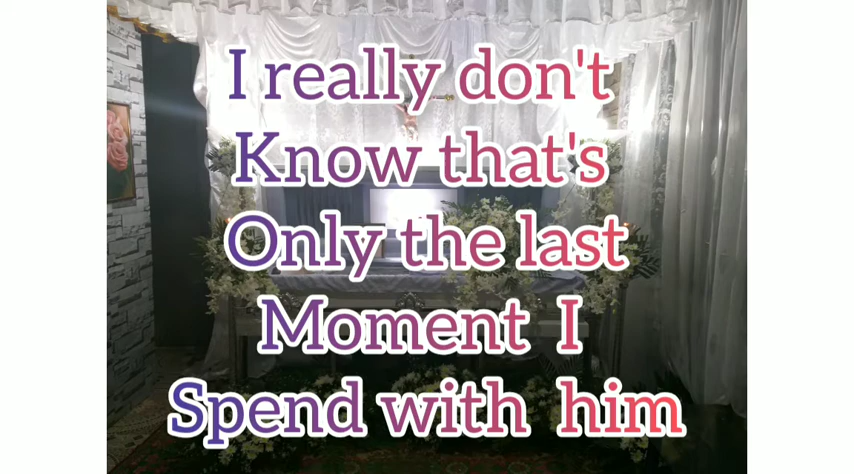 I really don't
Know that's
Only the last
Moment I
Spend with him